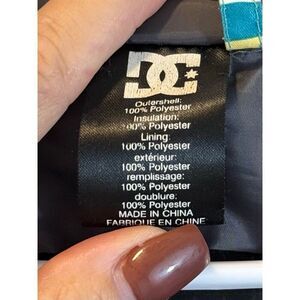 DC
Outershell:
100% Polyester
Insulation:
100% Polyester
Lining:
100% Polyester
extérieur:
100% Polyester
remplissage:
100% Polyester
doublure:
100% Polyester
MADE IN CHINA
FABRIQUE EN CHINE